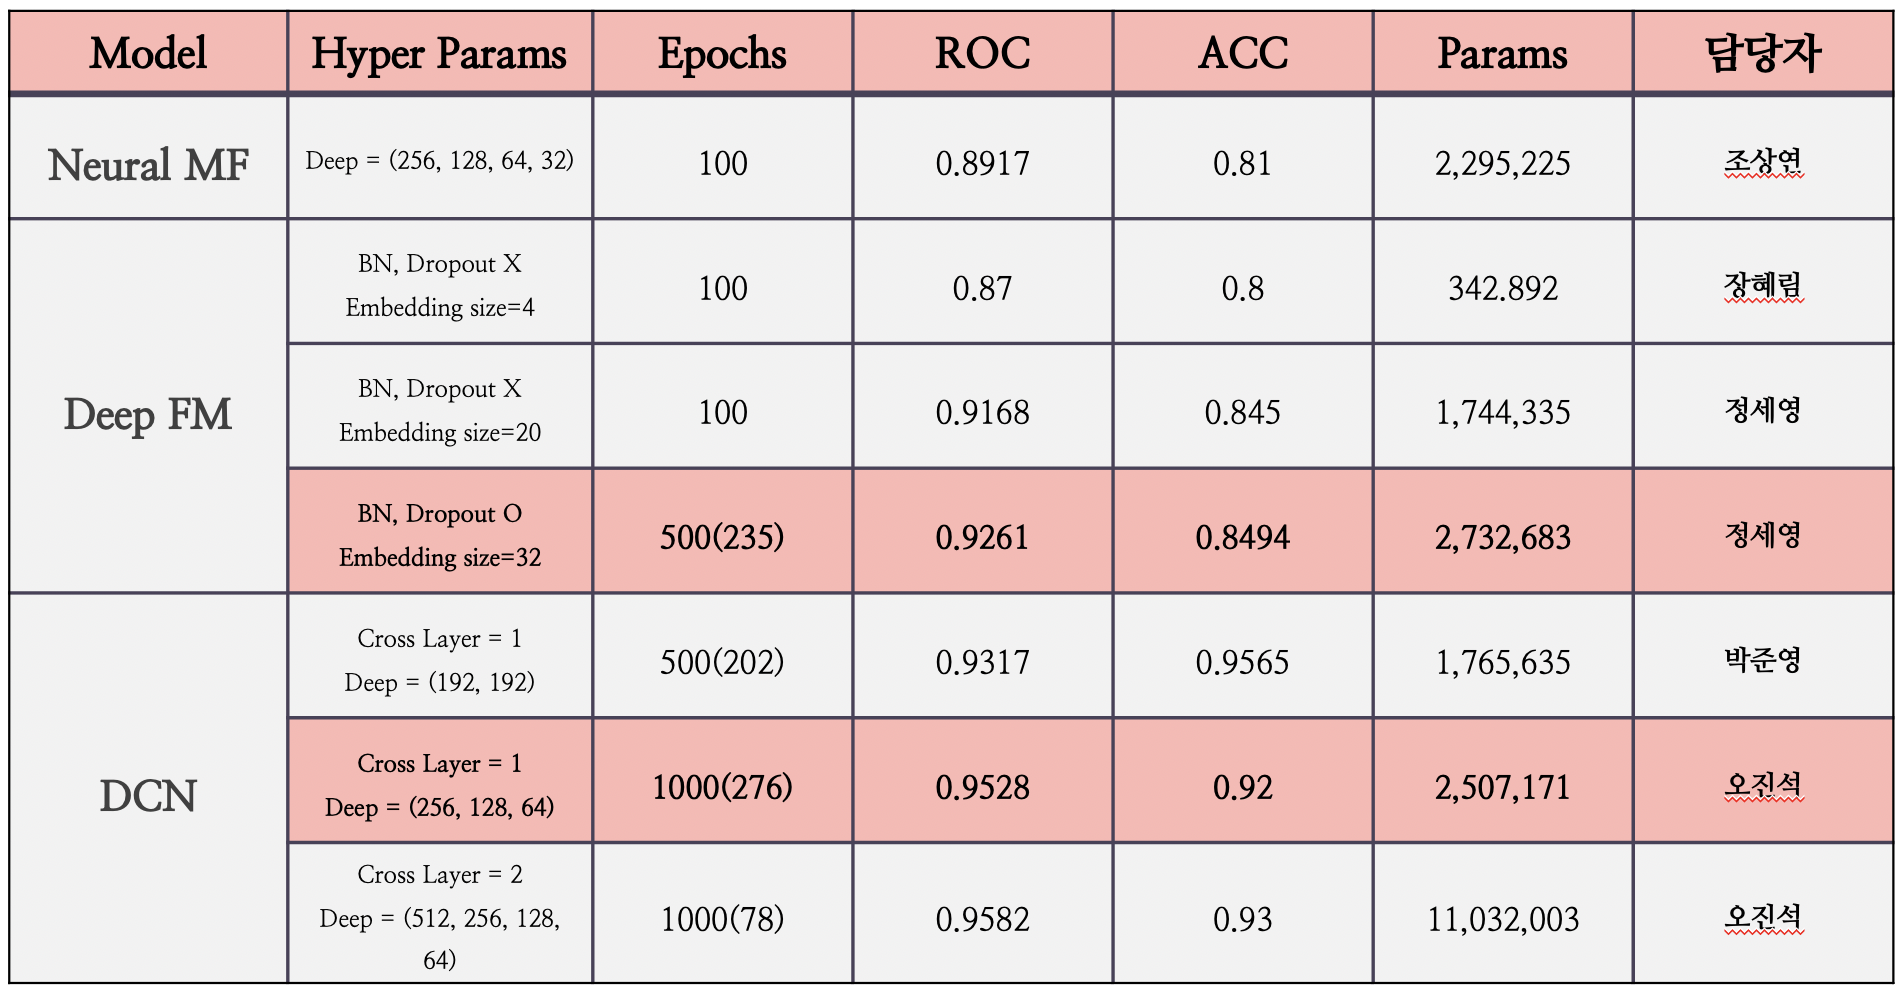 Model Hyper Params Epochs ROC ACC Params 담당자
Neural MF Deep = (256, 128, 64, 32) 100 0.8917 0.81 2,295,225 조상연
Deep FM
BN, Dropout X
Embedding size=4
100 0.87 0.8 342.892 장혜림
BN, Dropout X
Embedding size=20
100 0.9168 0.845 1,744,335 정세영
BN, Dropout O
Embedding size=32
500(235) 0.9261 0.8494 2,732,683 정세영
DCN
Cross Layer = 1
Deep = (192, 192)
500(202) 0.9317 0.9565 1,765,635 박준영
Cross Layer = 1
Deep = (256, 128, 64)
1000(276) 0.9528 0.92 2,507,171 오진석
Cross Layer = 2
Deep = (512, 256, 128,
64)
1000(78) 0.9582 0.93 11,032,003 오진석